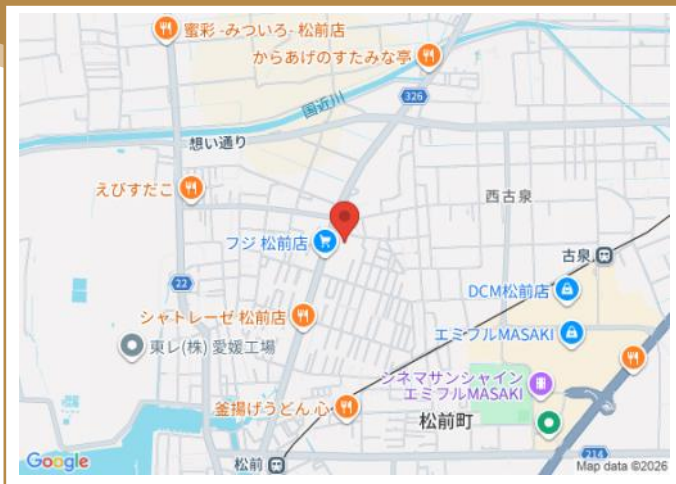 蜜彩 -みついろ- 松前店
からあげのすたみな亭
326
国近川
想い通り
えびすだこ
西古泉
フジ 松前店
古泉
22
DCM松前店
シャトレーゼ 松前店
エミフルMASAKI
東レ(株) 愛媛工場
シネマサンシャイン
エミフルMASAKI
釜揚げうどん 心
松前町
214
松前
Google
Map data ©2026